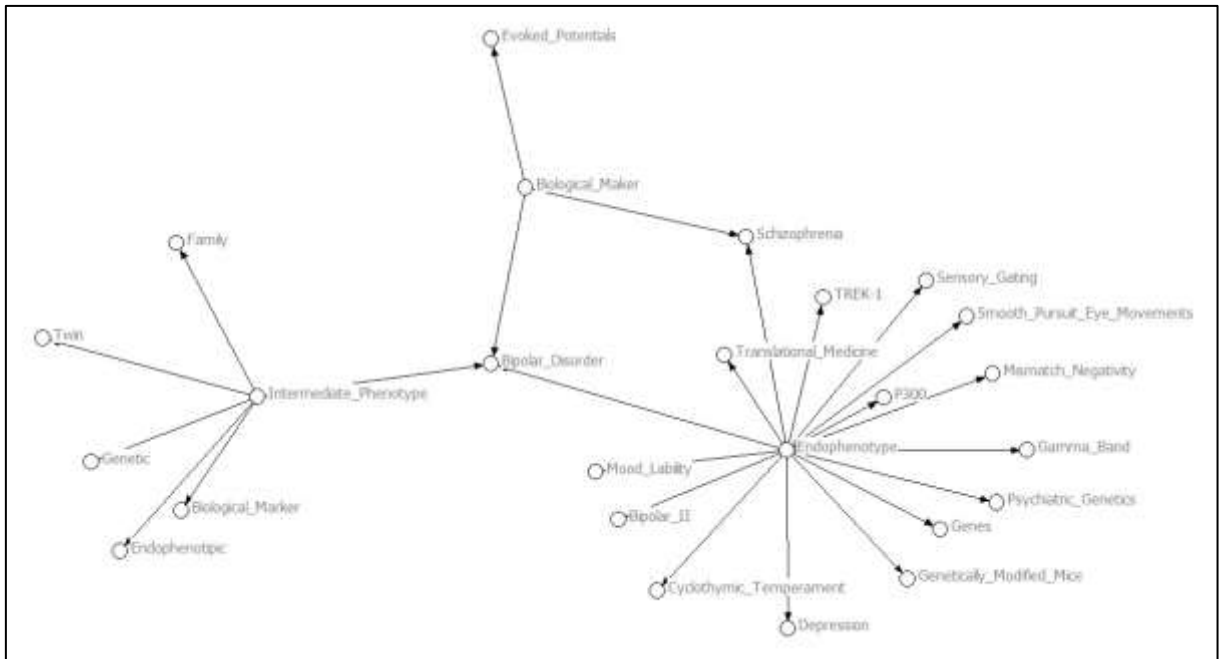 Evoked_Potentials
Biological_Maker
Schizophrenia
Family
Sensory_Gating
TREK-1
Smooth_Pursuit_Eye_Movements
Twin
Translational_Medicine
Bipolar_Disorder
Mismatch_Negativity
Intermediate_Phenotype
P300
Endophenotype
Gamma_Band
Genetic
Mood_Lability
Psychiatric_Genetics
Biological_Marker
Bipolar_II
Genes
Endophenotipic
Genetically_Modified_Mice
Cyclothymic_Temperament
Depression